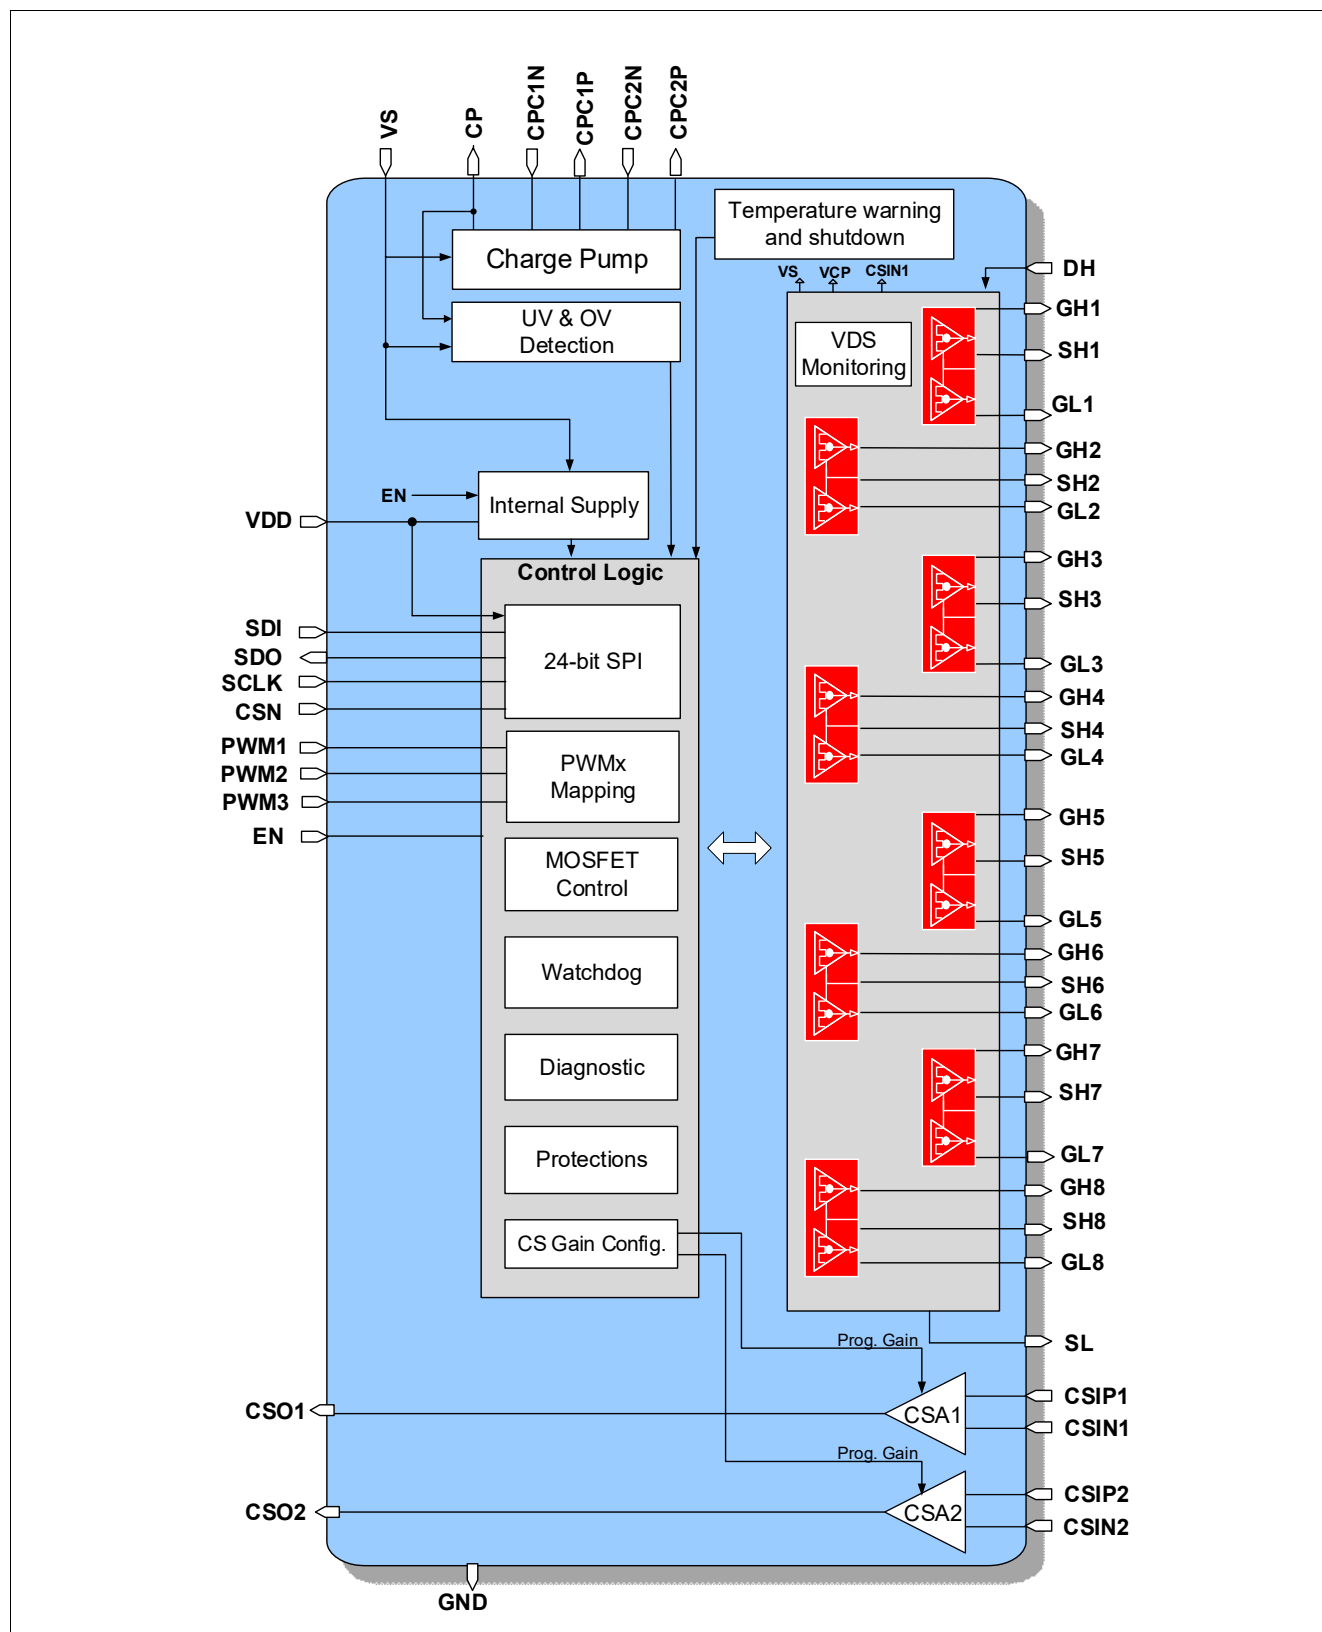 VS
CP
CPC1N
CPC1P
CPC2N
CPC2P
Temperature warning
and shutdown
Charge Pump
UV & OV
Detection
VS
VCP
CSIN1
VDS
Monitoring
DH
GH1
SH1
GL1
GH2
SH2
GL2
GH3
SH3
GL3
GH4
SH4
GL4
GH5
SH5
GL5
GH6
SH6
GL6
GH7
SH7
GL7
GH8
SH8
GL8
SL
EN
Internal Supply
VDD
Control Logic
SDI
SDO
SCLK
CSN
24-bit SPI
PWM1
PWM2
PWM3
PWMx
Mapping
EN
MOSFET
Control
Watchdog
Diagnostic
Protections
CS Gain Config.
Prog. Gain
CSA1
CSIP1
CSIN1
CSO1
Prog. Gain
CSA2
CSIP2
CSIN2
CSO2
GND